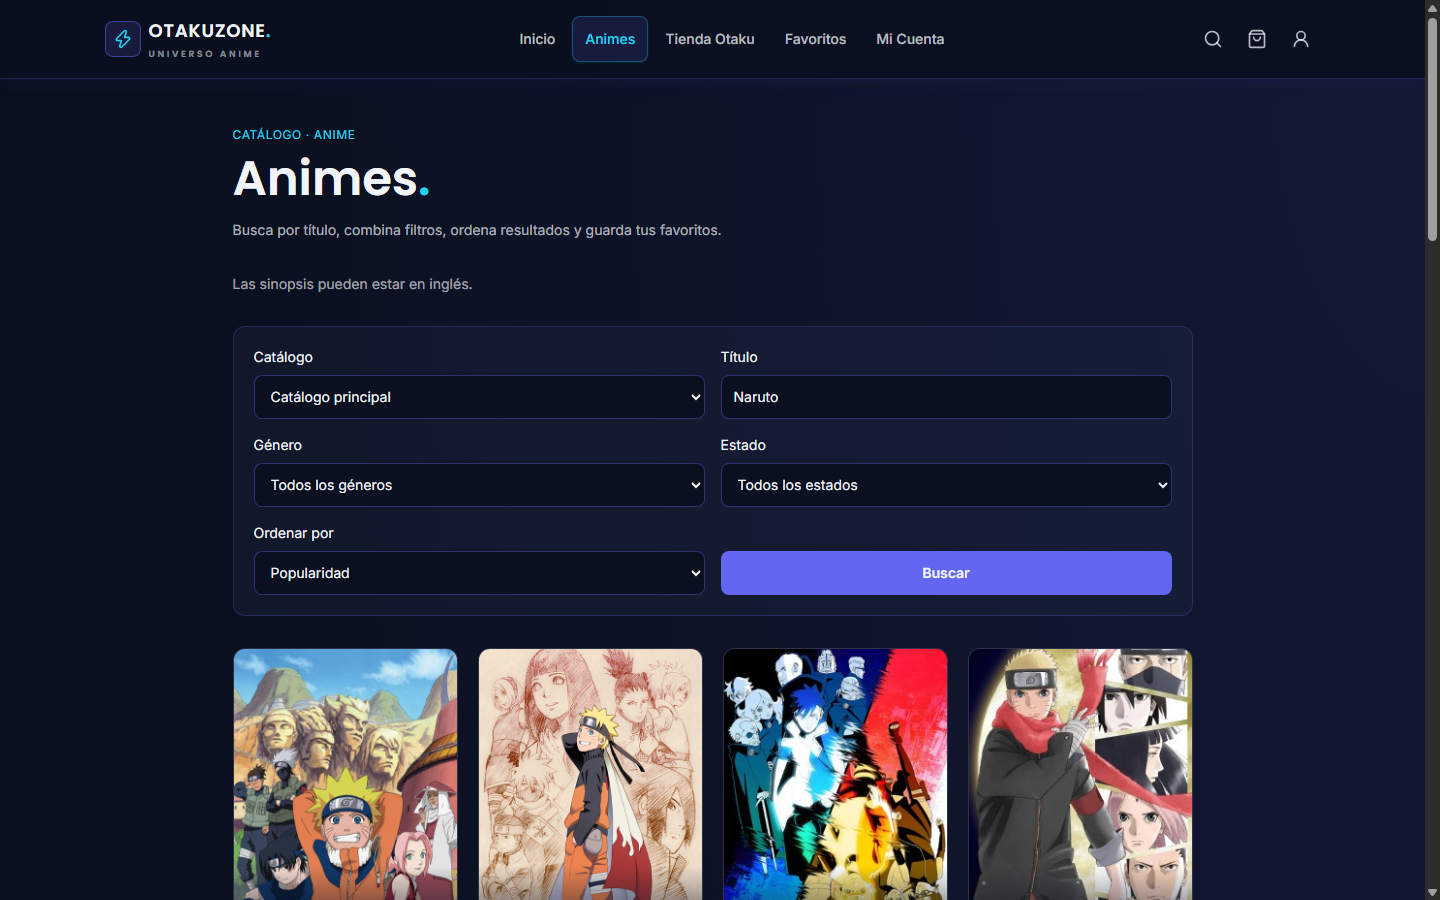 OTAKUZONE.
UNIVERSO ANIME
Inicio
Animes
Tienda Otaku
Favoritos
Mi Cuenta
CATÁLOGO · ANIME
Animes.
Busca por título, combina filtros, ordena resultados y guarda tus favoritos.
Las sinopsis pueden estar en inglés.
Catálogo
Título
Catálogo principal
Naruto
Género
Estado
Todos los géneros
Todos los estados
Ordenar por
Popularidad
Buscar